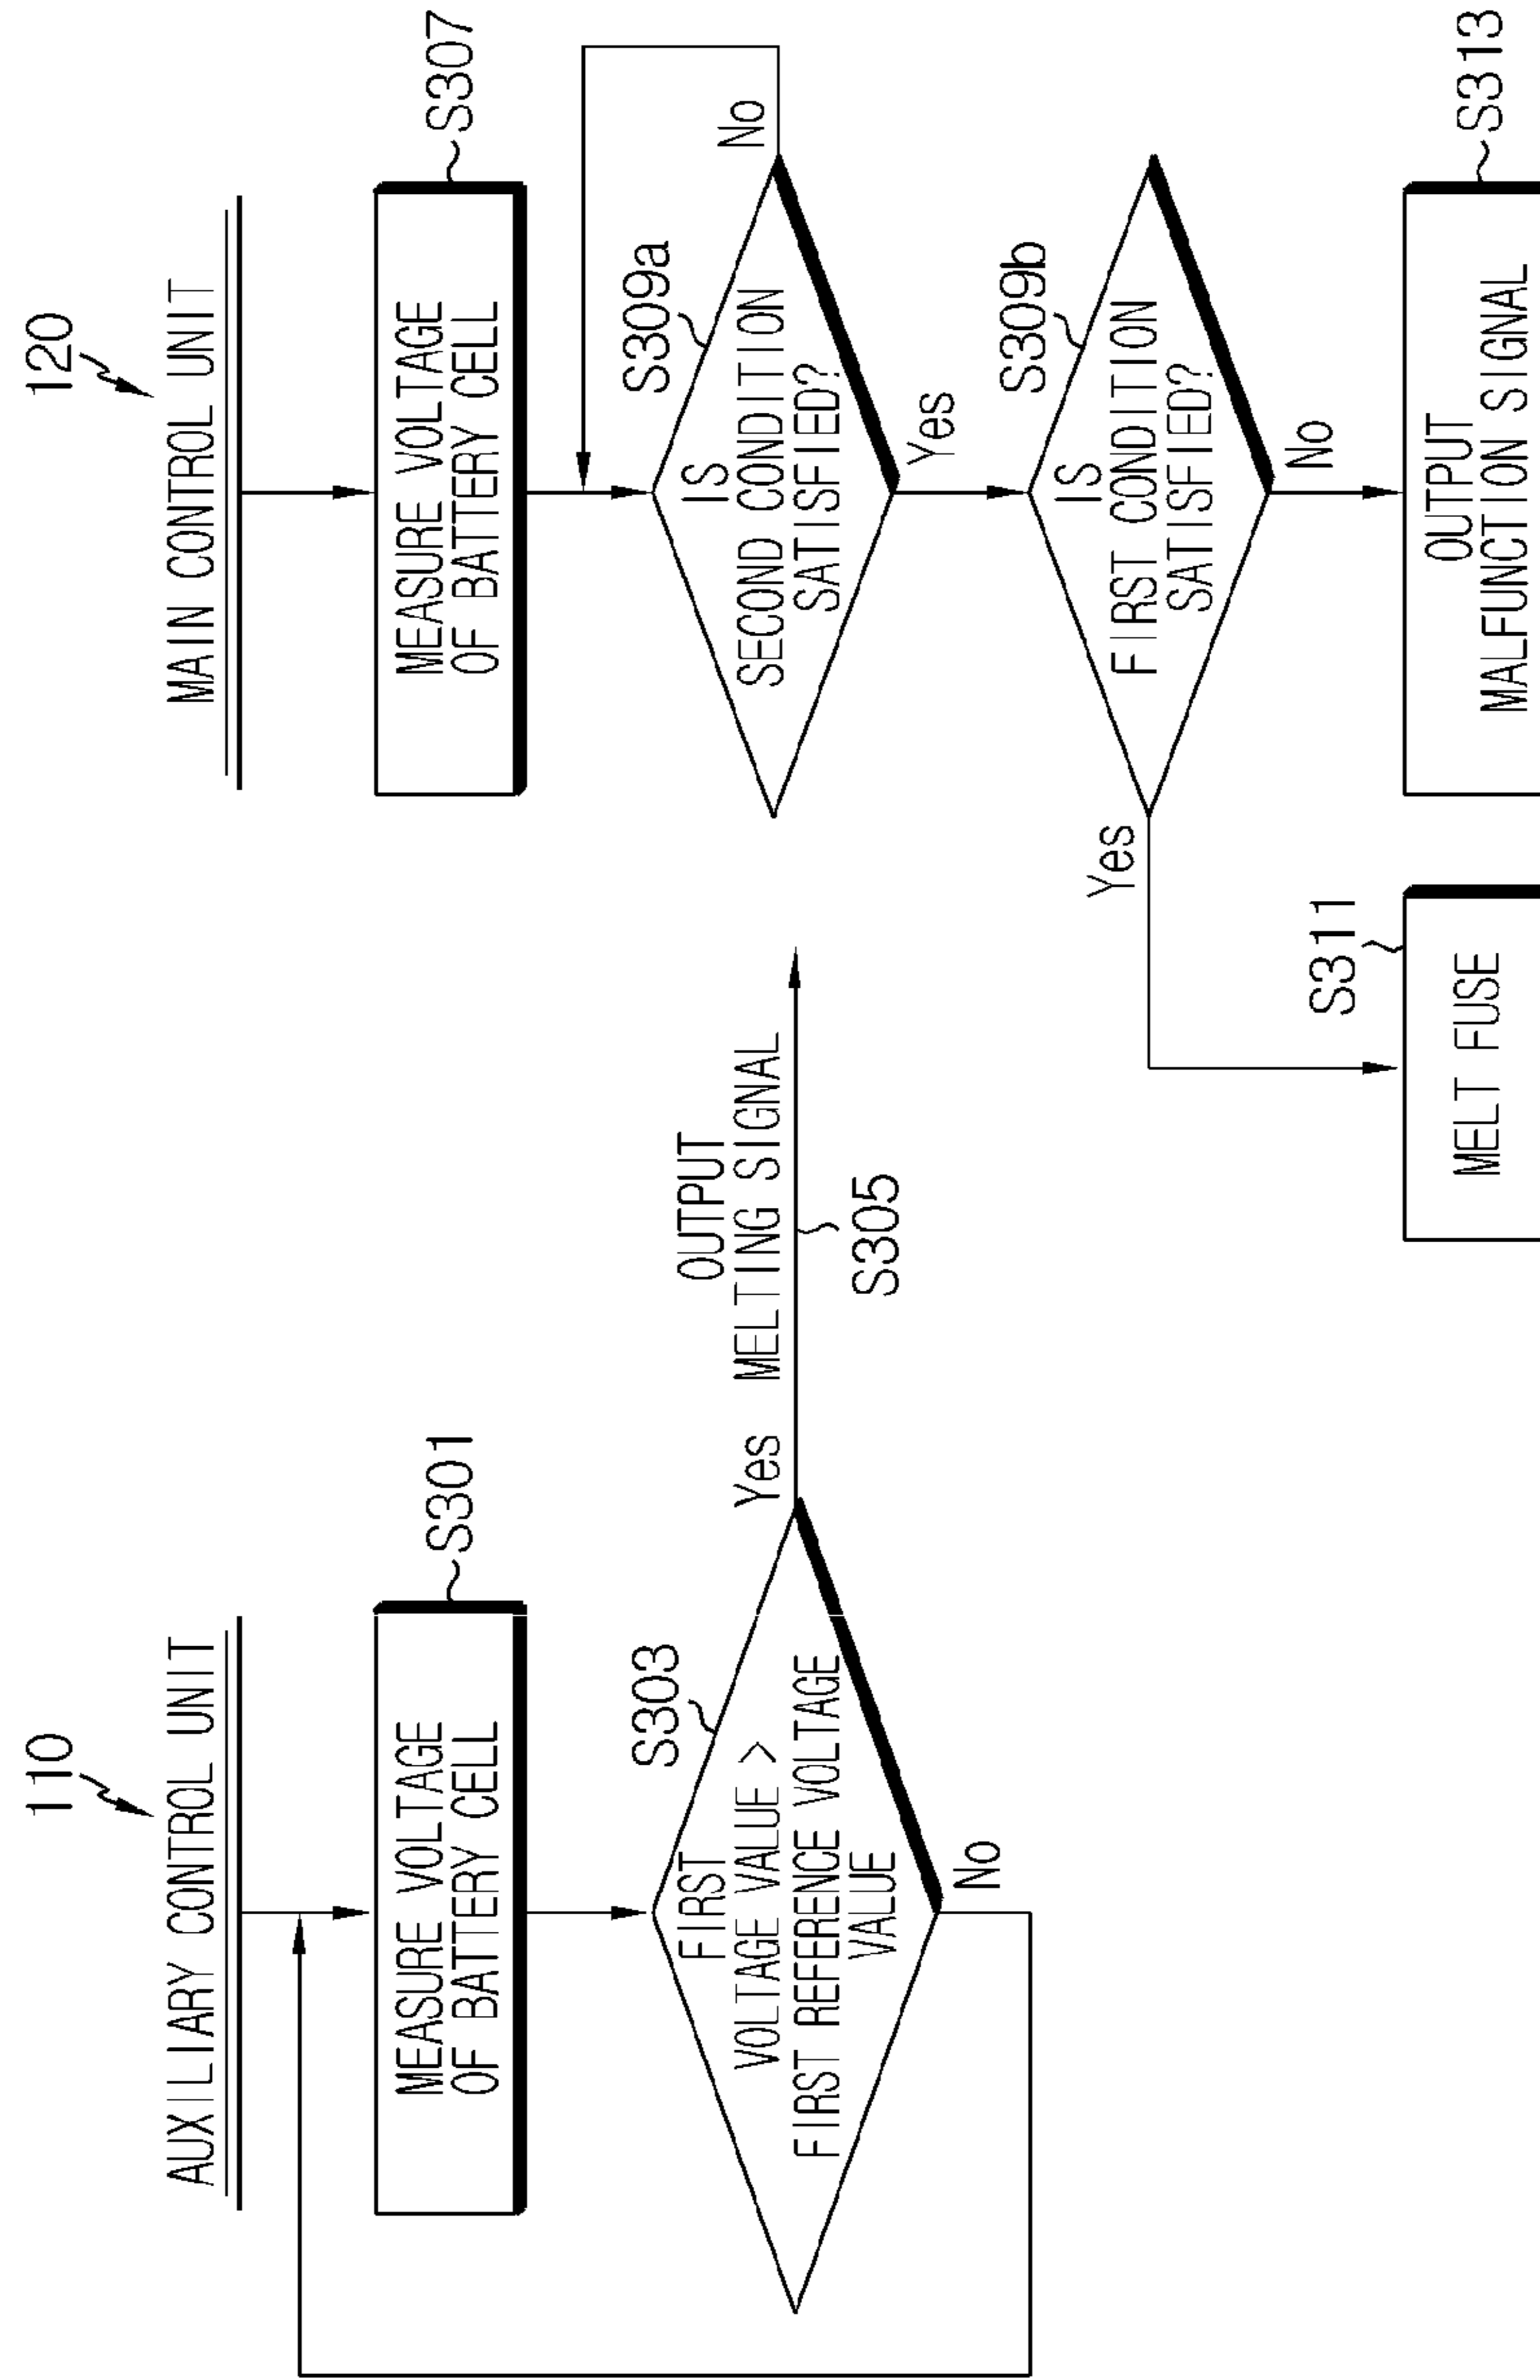 110
AUXILIARY CONTROL UNIT
MEASURE VOLTAGE
OF BATTERY CELL
S301
S303
FIRST
VOLTAGE VALUE >
FIRST REFERENCE VOLTAGE
VALUE
No
Yes
OUTPUT
MELTING SIGNAL
S305
120
MAIN CONTROL UNIT
MEASURE VOLTAGE
OF BATTERY CELL
S307
S309a
IS
SECOND CONDITION
SATISFIED?
No
Yes
S309b
IS
FIRST CONDITION
SATISFIED?
Yes
No
S311
MELT FUSE
OUTPUT
MALFUNCTION SIGNAL
S313